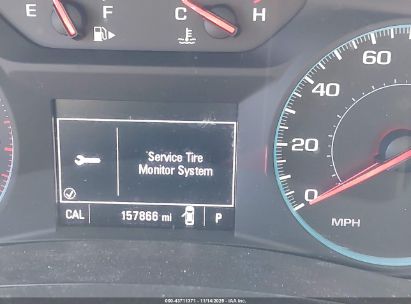 E F C H
60
40
20
0
MPH
Service Tire
Monitor System
CAL 157866 mi P